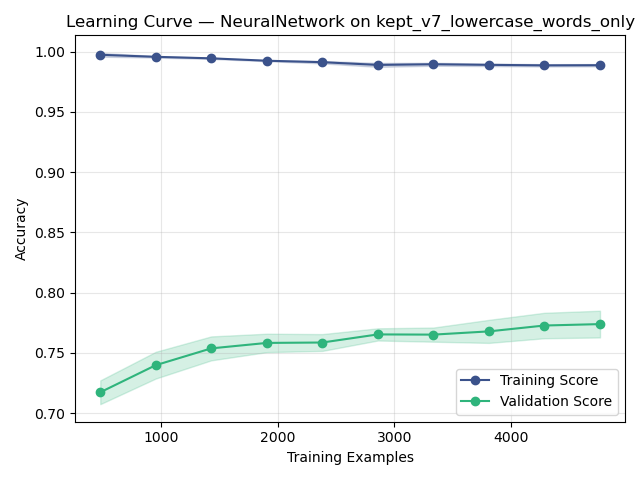 Learning Curve — NeuralNetwork on kept_v7_lowercase_words_only
1.00
0.95
0.90
0.85
0.80
0.75
0.70
Accuracy
1000
2000
3000
4000
Training Examples
Training Score
Validation Score